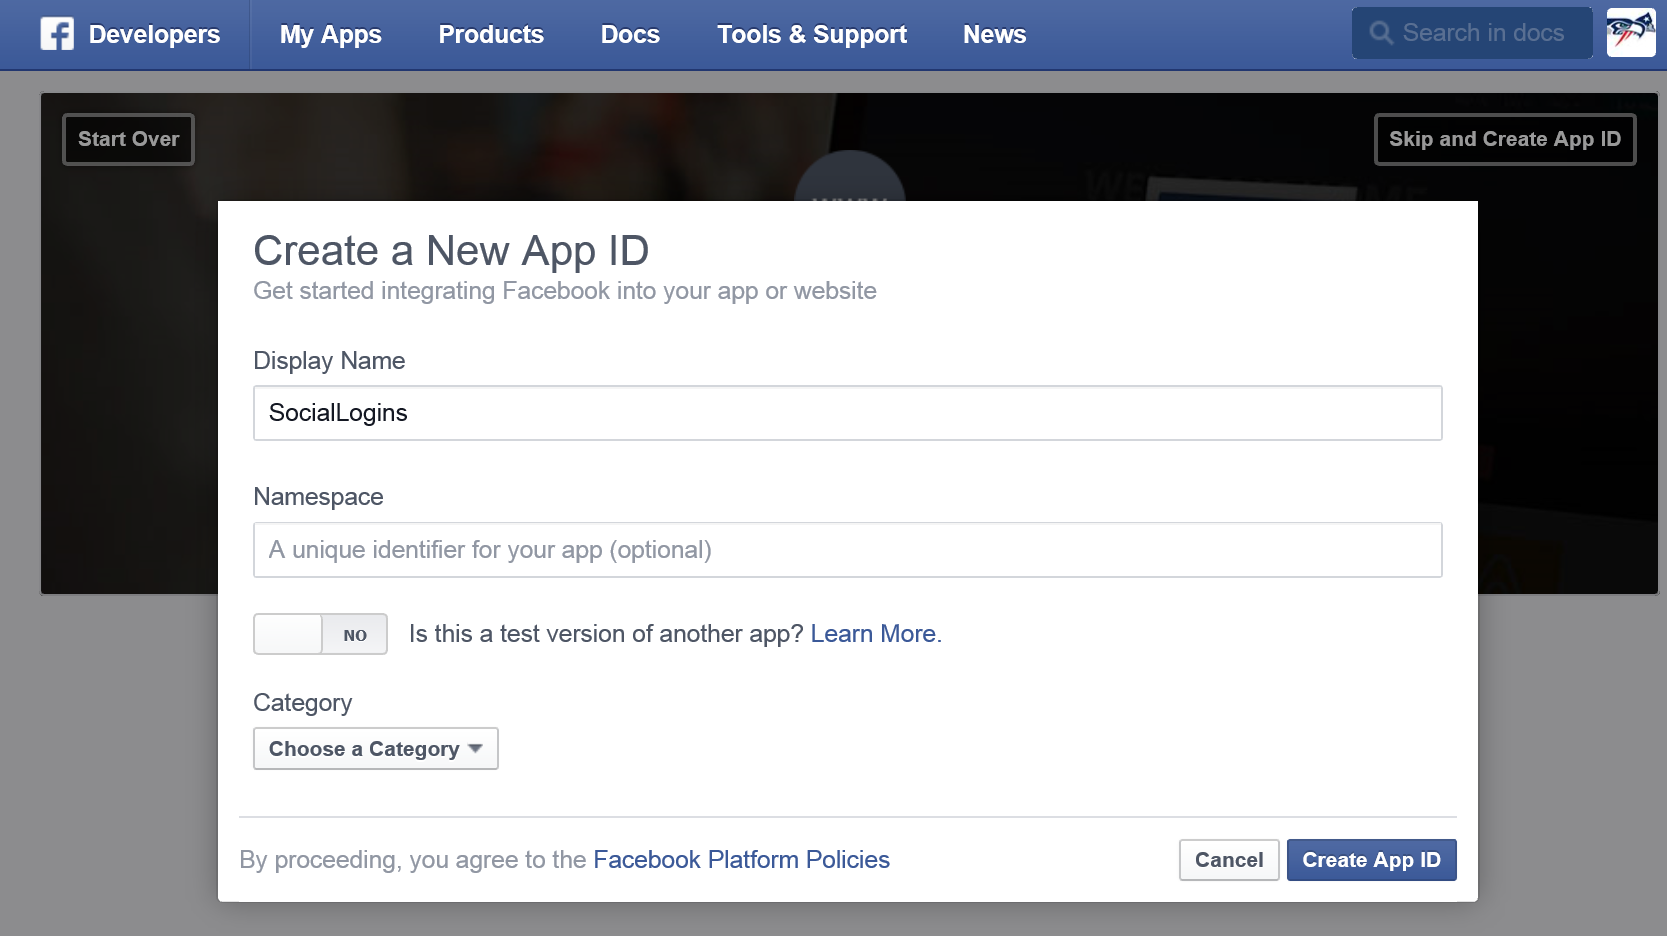 Developers
My Apps
Products
Docs
Tools & Support
News
Search in docs
Start Over
Skip and Create App ID
Create a New App ID
Get started integrating Facebook into your app or website
Display Name
SocialLogins
Namespace
A unique identifier for your app (optional)
NO Is this a test version of another app? Learn More.
Category
Choose a Category
By proceeding, you agree to the Facebook Platform Policies
Cancel
Create App ID